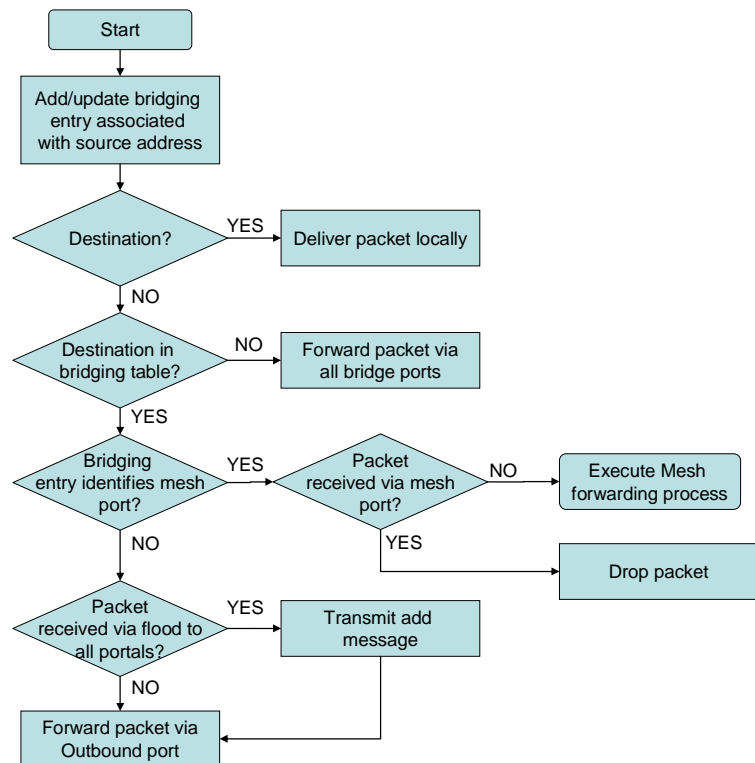 Start
Add/update bridging
entry associated
with source address
Destination?
YES
Deliver packet locally
NO
Destination in
bridging table?
NO
Forward packet via
all bridge ports
YES
Bridging
entry identifies mesh
port?
YES
Packet
received via mesh
port?
NO
Execute Mesh
forwarding process
YES
Drop packet
NO
Packet
received via flood to
all portals?
YES
Transmit add
message
NO
Forward packet via
Outbound port